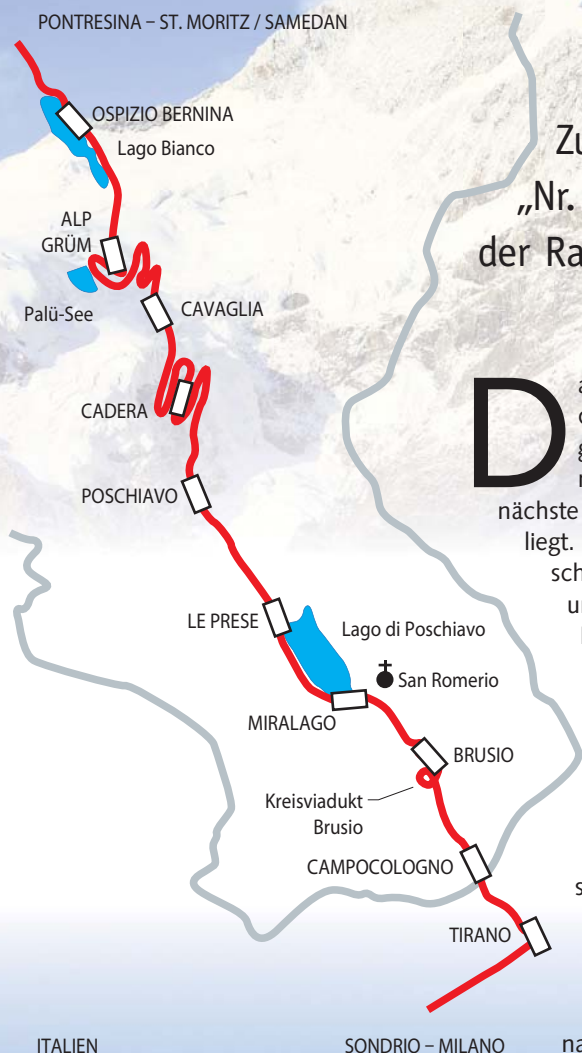 PONTRESINA – ST. MORITZ / SAMEDAN
OSPIZIO BERNINA
Lago Bianco
ALP
GRÜM
Palü-See
CAVAGLIA
CADERA
POSCHIAVO
LE PRESE
Lago di Poschiavo
San Romerio
MIRALAGO
BRUSIO
Kreisviadukt
Brusio
CAMPOCOLOGNO
TIRANO
ITALIEN
SONDRIO – MILANO
Zu
„Nr.
der Ra
D
nächste
liegt.
sch
na